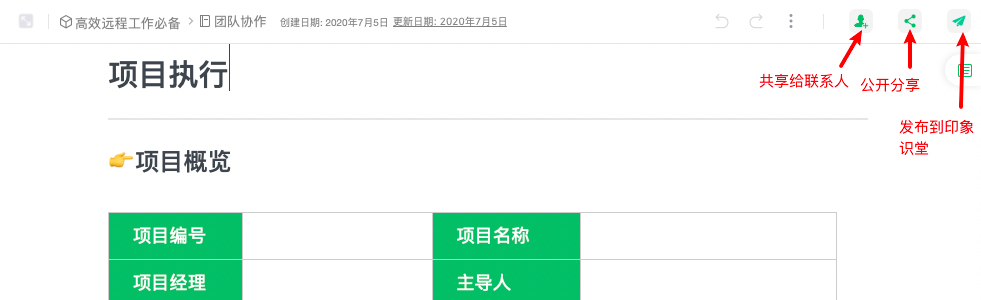 高效远程工作必备 > 团队协作 创建日期: 2020年7月5日 更新日期: 2020年7月5日
项目执行
共享给联系人 公开分享
发布到印象
识堂
👉项目概览
项目编号 项目名称
项目经理 主导人